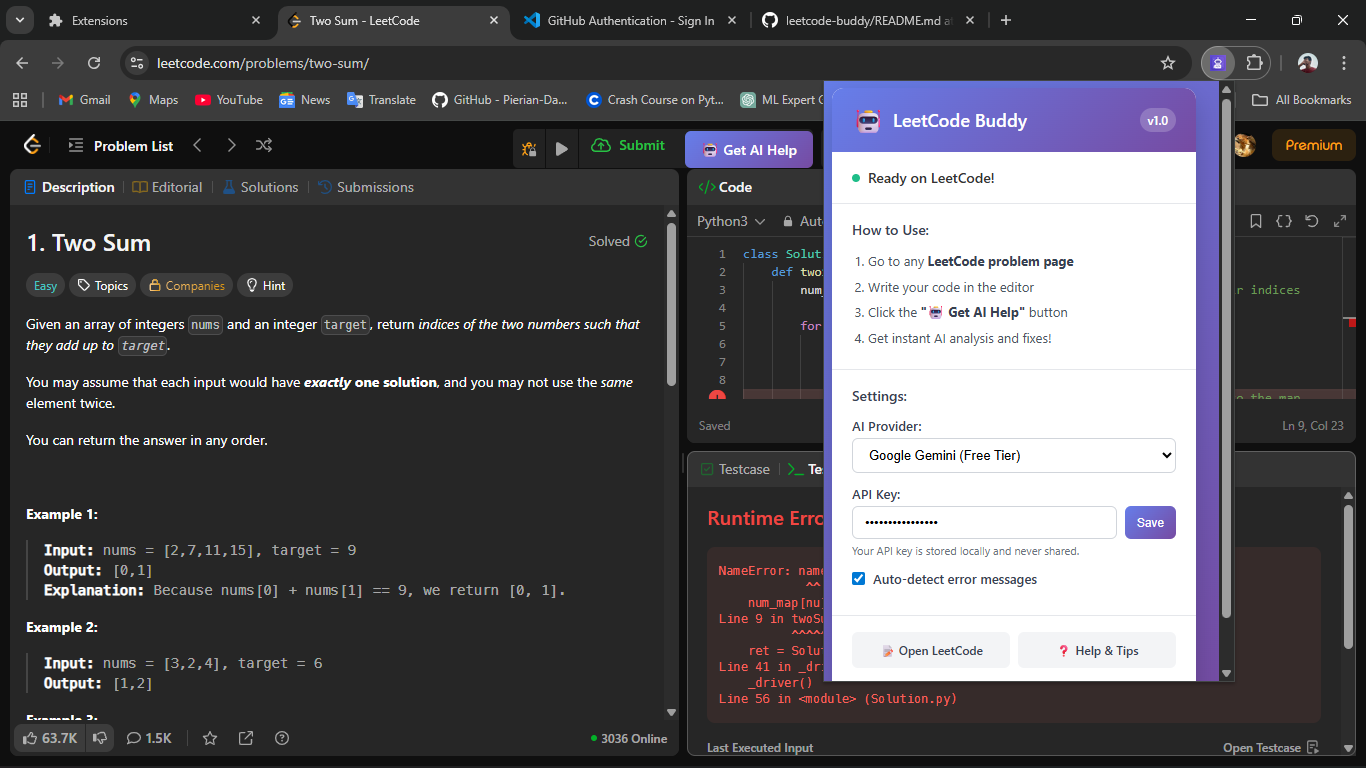 Extensions
Two Sum - LeetCode
GitHub Authentication - Sign In
leetcode-buddy/README.md a
leetcode.com/problems/two-sum/
Gmail
Maps
YouTube
News
Translate
GitHub - Pierian-Da...
Crash Course on Pyt...
ML Expert
All Bookmarks
Problem List
Submit
Get AI Help
Premium
Description
Editorial
Solutions
Submissions
1. Two Sum
Solved
Easy
Topics
Companies
Hint
Given an array of integers nums and an integer target, return indices of the two numbers such that
they add up to target.
You may assume that each input would have exactly one solution, and you may not use the same
element twice.
You can return the answer in any order.
Example 1:
Input: nums = [2,7,11,15], target = 9
Output: [0,1]
Explanation: Because nums[0] + nums[1] == 9, we return [0, 1].
Example 2:
Input: nums = [3,2,4], target = 6
Output: [1,2]
Example 3:
63.7K
1.5K
3036 Online
</> Code
Python3
Auto
1 class Solut
2 def two
3 num_
r indices
4
5 for
6
7
8
o the map
Saved
Ln 9, Col 23
Testcase
Te
Runtime Erro
NameError: name
^^
num_map[nu
Line 9 in twoSu
^^^^
ret = Solut
Line 41 in _dri
_driver()
Line 56 in <module> (Solution.py)
Last Executed Input
Open Testcase
LeetCode Buddy
v1.0
Ready on LeetCode!
How to Use:
1. Go to any LeetCode problem page
2. Write your code in the editor
3. Click the "🤖 Get AI Help" button
4. Get instant AI analysis and fixes!
Settings:
AI Provider:
Google Gemini (Free Tier)
API Key:
••••••••••••••••
Save
Your API key is stored locally and never shared.
Auto-detect error messages
Open LeetCode
Help & Tips